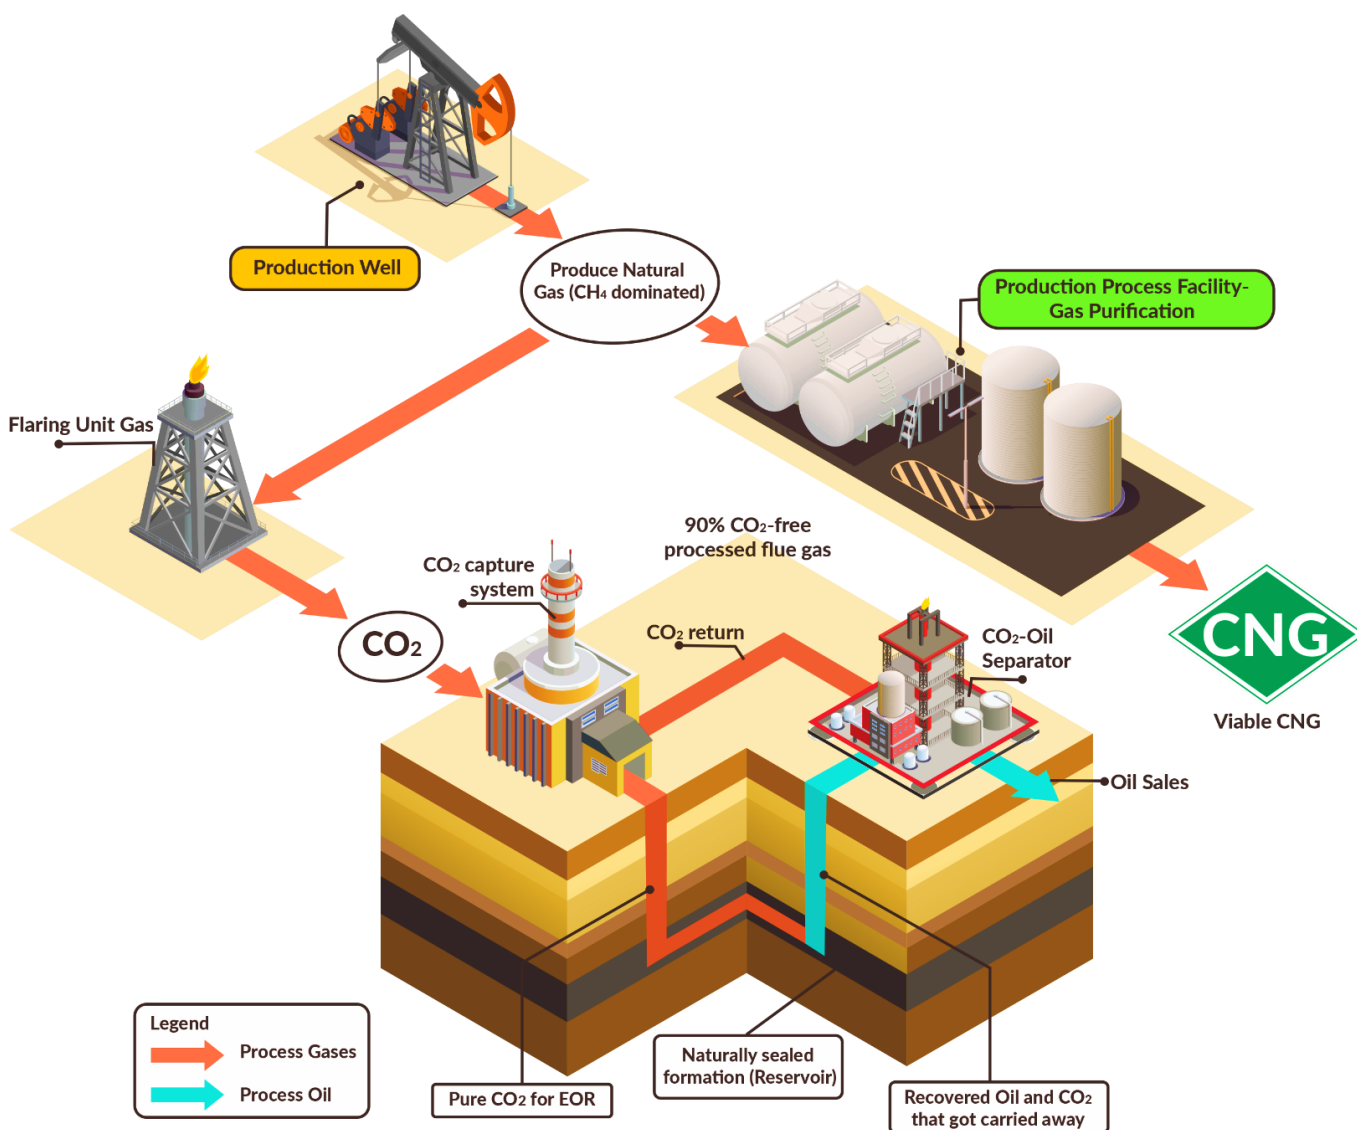 Production Well
Produce Natural
Gas (CH₄ dominated)
Production Process Facility-
Gas Purification
Flaring Unit Gas
90% CO₂-free
processed flue gas
CO₂ capture
system
CO₂
CO₂ return
CO₂-Oil
Separator
CNG
Viable CNG
Oil Sales
Legend
Process Gases
Process Oil
Pure CO₂ for EOR
Naturally sealed
formation (Reservoir)
Recovered Oil and CO₂
that got carried away